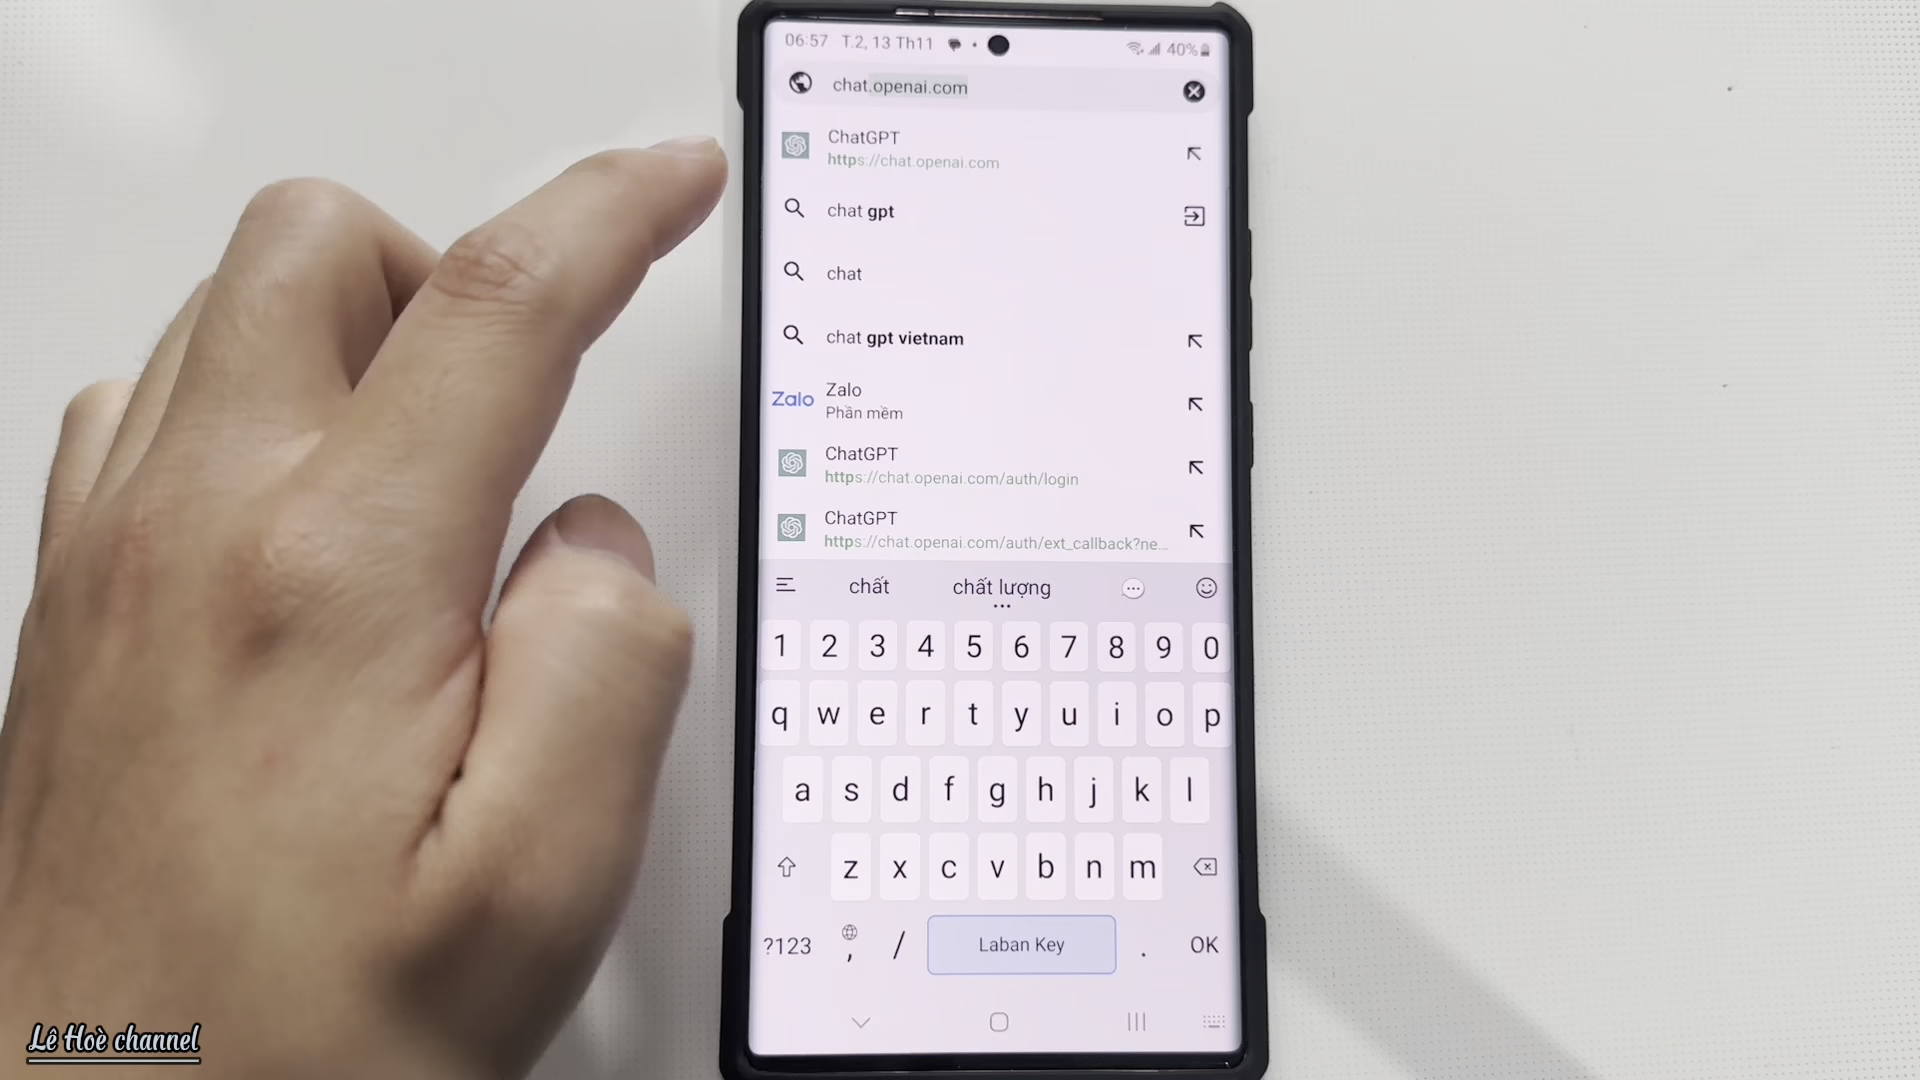 06:57 T.2, 13 Th11 40%
chat.openai.com
ChatGPT
https://chat.openai.com
chat gpt
chat
chat gpt vietnam
Zalo Zalo
Phần mềm
ChatGPT
https://chat.openai.com/auth/login
ChatGPT
https://chat.openai.com/auth/ext_callback?ne...
chất chất lượng
1 2 3 4 5 6 7 8 9 0
q w e r t y u i o p
a s d f g h j k l
z x c v b n m
?123 , / Laban Key . OK
Lê Hoè channel